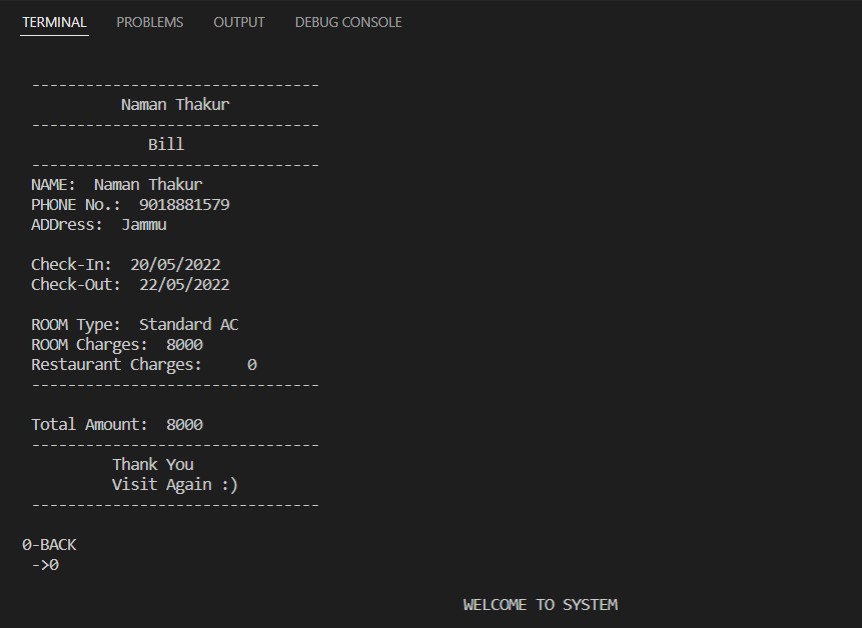 TERMINAL PROBLEMS OUTPUT DEBUG CONSOLE
--------------------------------
Naman Thakur
--------------------------------
Bill
--------------------------------
NAME:  Naman Thakur
PHONE No.:  9018881579
ADDress:  Jammu
Check-In:  20/05/2022
Check-Out:  22/05/2022
ROOM Type:  Standard AC
ROOM Charges:  8000
Restaurant Charges:     0
--------------------------------
Total Amount:  8000
--------------------------------
Thank You
Visit Again :)
--------------------------------
0-BACK
->0
WELCOME TO SYSTEM